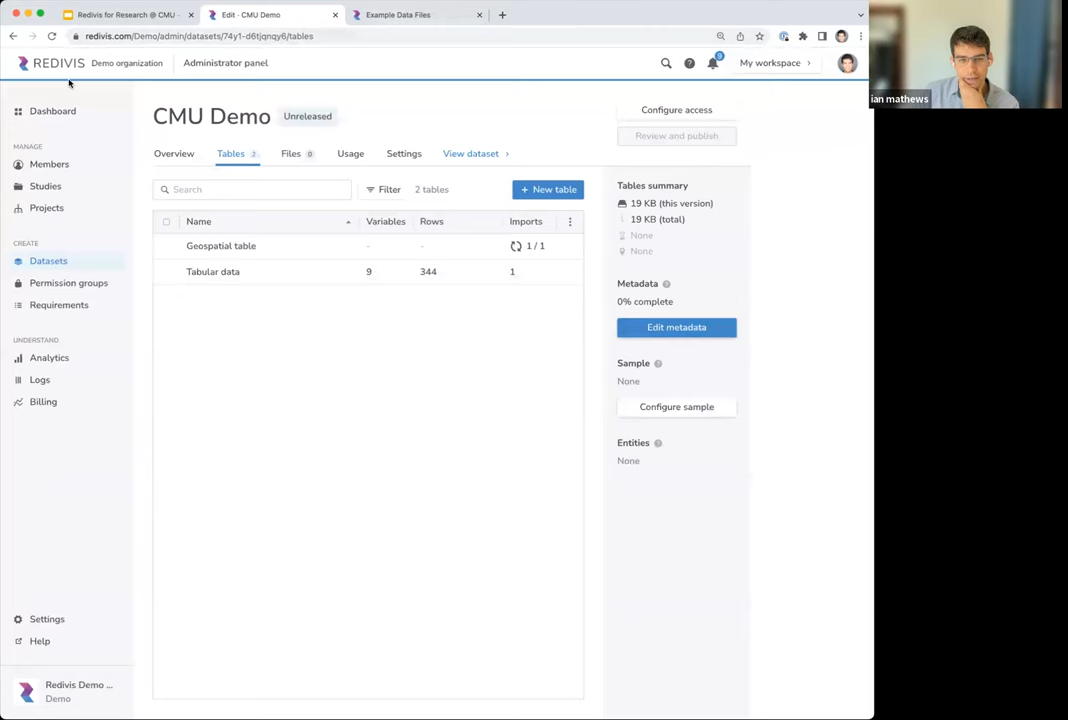 Redivis for Research @ CMU -
Edit - CMU Demo
Example Data Files
redivis.com/Demo/admin/datasets/74y1-d6tjqnqy6/tables
REDIVIS
Demo organization
Administrator panel
9
My workspace
ian mathews
Dashboard
MANAGE
Members
Studies
Projects
CREATE
Datasets
Permission groups
Requirements
UNDERSTAND
Analytics
Logs
Billing
Settings
Help
Redivis Demo ...
Demo
CMU Demo
Unreleased
Overview
Tables 2
Files 0
Usage
Settings
View dataset
Search
Filter
2 tables
+ New table
Name Variables Rows Imports
Geospatial table - - 1 / 1
Tabular data 9 344 1
Configure access
Review and publish
Tables summary
19 KB (this version)
19 KB (total)
None
None
Metadata
0% complete
Edit metadata
Sample
None
Configure sample
Entities
None